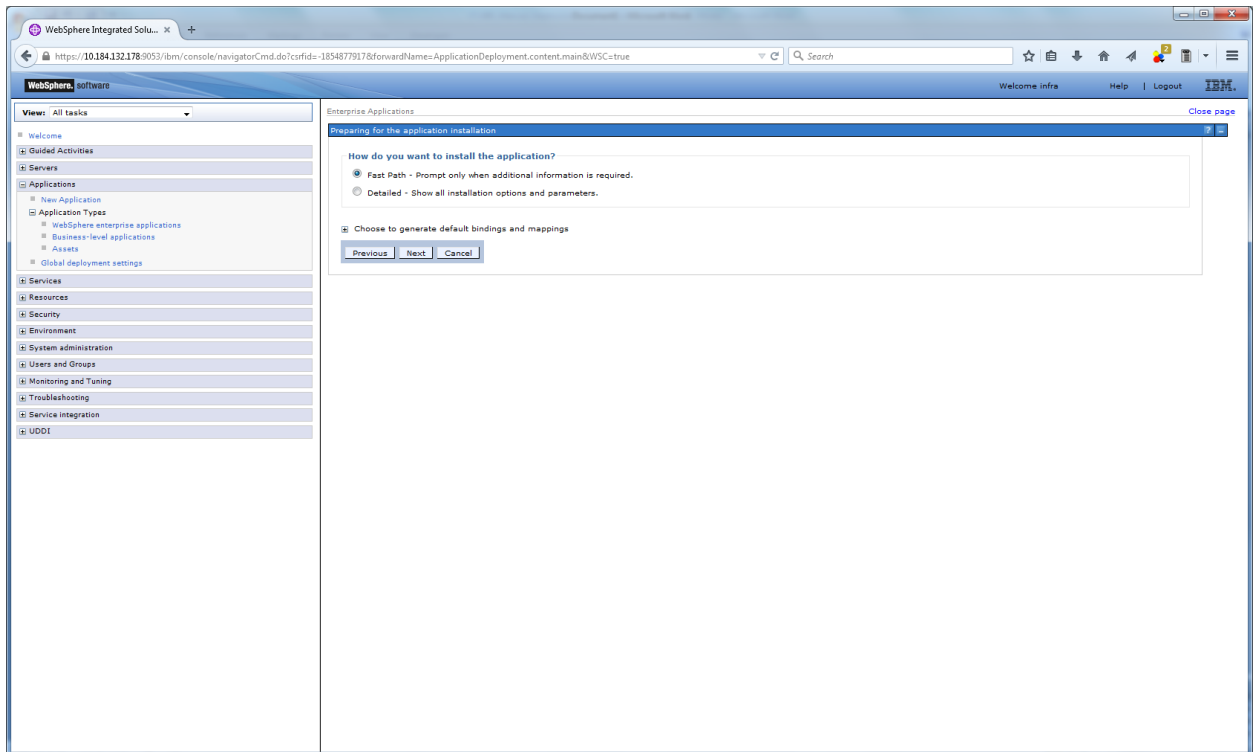 WebSphere Integrated Solu... × +
https://10.184.132.178:9053/ibm/console/navigatorCmd.do?csrfid=-1854877917&forwardName=ApplicationDeployment.content.main&WSC=true
Search
2
WebSphere. software
Welcome infra Help | Logout IBM.
View: All tasks
Welcome
Guided Activities
Servers
Applications
New Application
Application Types
WebSphere enterprise applications
Business-level applications
Assets
Global deployment settings
Services
Resources
Security
Environment
System administration
Users and Groups
Monitoring and Tuning
Troubleshooting
Service integration
UDDI
Enterprise Applications Close page
Preparing for the application installation ? -
How do you want to install the application?
Fast Path - Prompt only when additional information is required.
Detailed - Show all installation options and parameters.
Choose to generate default bindings and mappings
Previous Next Cancel